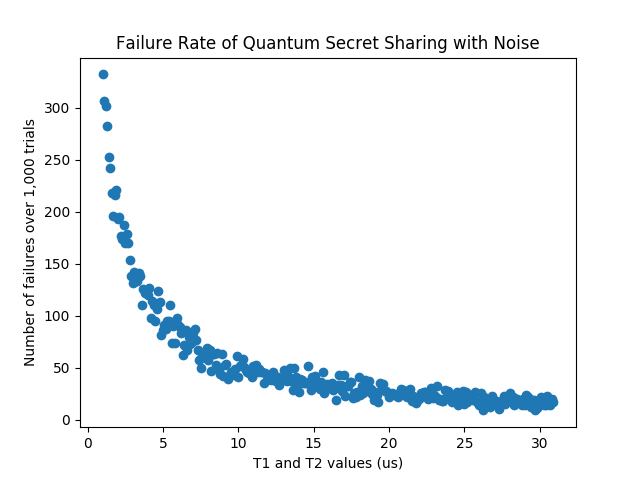 Failure Rate of Quantum Secret Sharing with Noise
300
250
200
150
100
50
0
Number of failures over 1,000 trials
0 5 10 15 20 25 30
T1 and T2 values (us)